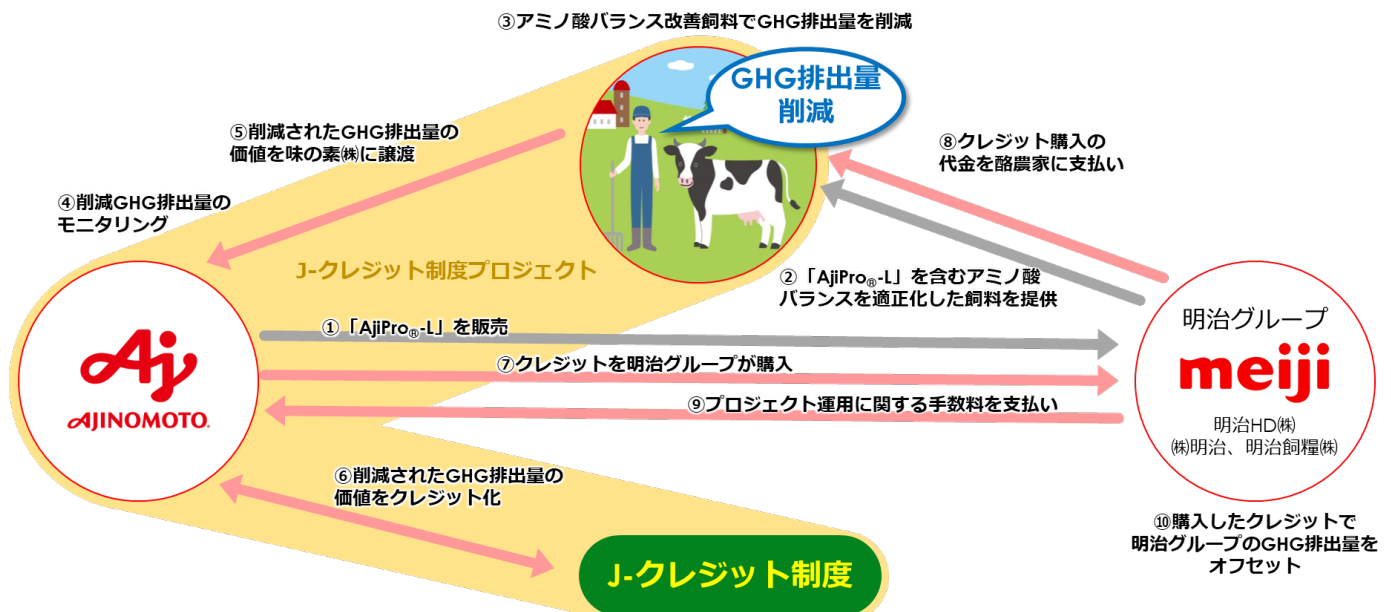 ③アミノ酸バランス改善飼料でGHG排出量を削減
GHG排出量
削減
⑤削減されたGHG排出量の
価値を味の素㈱に譲渡
⑧クレジット購入の
代金を酪農家に支払い
④削減GHG排出量の
モニタリング
J-クレジット制度プロジェクト
②「AjiPro®-L」を含むアミノ酸
バランスを適正化した飼料を提供
①「AjiPro®-L」を販売
⑦クレジットを明治グループが購入
⑨プロジェクト運用に関する手数料を支払い
Aj
AJINOMOTO.
明治グループ
meiji
明治HD㈱
㈱明治、明治飼糧㈱
⑥削減されたGHG排出量の
価値をクレジット化
J-クレジット制度
⑩購入したクレジットで
明治グループのGHG排出量を
オフセット